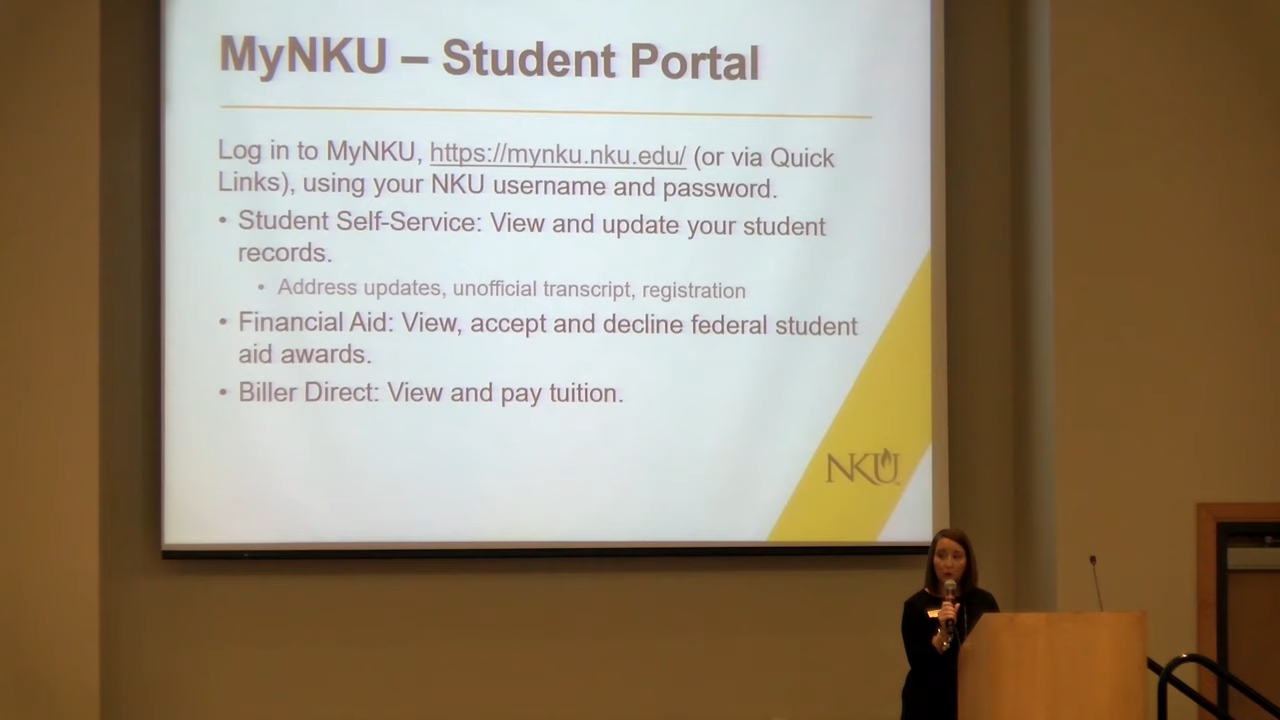 MyNKU – Student Portal
Log in to MyNKU, https://mynku.nku.edu/ (or via Quick
Links), using your NKU username and password.
• Student Self-Service: View and update your student
records.
• Address updates, unofficial transcript, registration
• Financial Aid: View, accept and decline federal student
aid awards.
• Biller Direct: View and pay tuition.
NKU